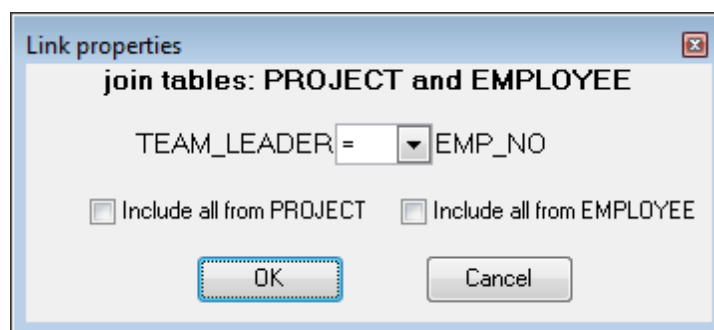 Link properties
join tables: PROJECT and EMPLOYEE
TEAM_LEADER = EMP_NO
Include all from PROJECT Include all from EMPLOYEE
OK Cancel